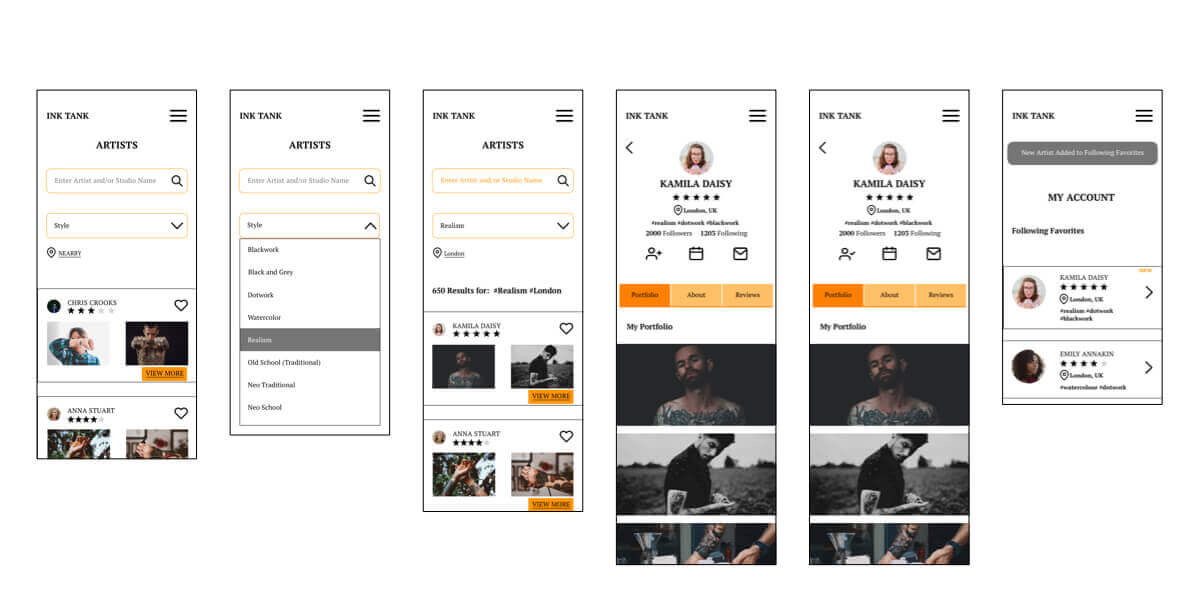 INK TANK
ARTISTS
Enter Artist and/or Studio Name
Style
NEARBY
CHRIS CROOKS
VIEW MORE
ANNA STUART
INK TANK
ARTISTS
Enter Artist and/or Studio Name
Style
Blackwork
Black and Grey
Dotwork
Watercolor
Realism
Old School (Traditional)
Neo Traditional
Neo School
INK TANK
ARTISTS
Enter Artist and/or Studio Name
Realism
London
650 Results for: #Realism #London
KAMILA DAISY
VIEW MORE
ANNA STUART
VIEW MORE
INK TANK
KAMILA DAISY
London, UK
#realism #dotwork #blackwork
2000 Followers 1205 Following
Portfolio About Reviews
My Portfolio
INK TANK
KAMILA DAISY
London, UK
#realism #dotwork #blackwork
2000 Followers 1205 Following
Portfolio About Reviews
My Portfolio
INK TANK
New Artist Added to Following Favorites
MY ACCOUNT
Following Favorites
NEW
KAMILA DAISY
London, UK
#realism #dotwork
#blackwork
EMILY ANNAKIN
London, UK
#watercolour #dotwork